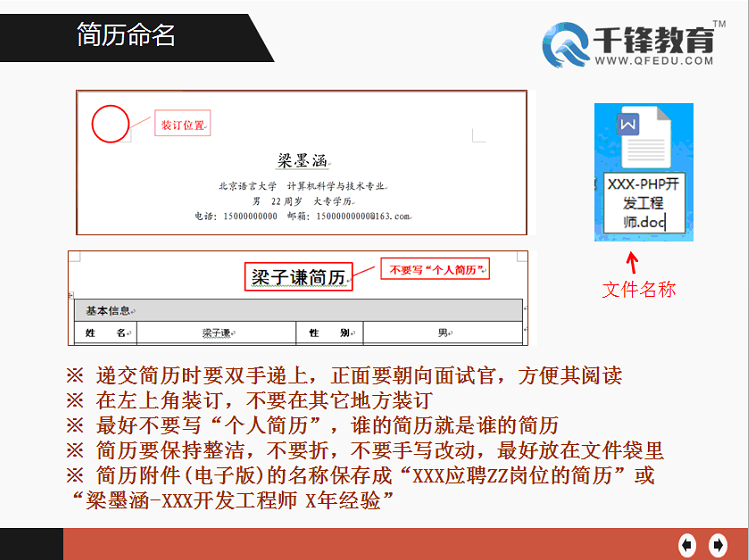 简历命名
千锋教育TM
WWW.QFEDU.COM
装订位置
梁墨涵
北京语言大学 计算机科学与技术专业
男 22周岁 大专学历
电话：15000000000 邮箱：15000000000@163.com
XXX-PHP开
发工程
师.doc
文件名称
梁子谦简历
不要写“个人简历”
基本信息
姓 名 梁子谦 性 别 男
※ 递交简历时要双手递上，正面要朝向面试官，方便其阅读
※ 在左上角装订，不要在其它地方装订
※ 最好不要写“个人简历”，谁的简历就是谁的简历
※ 简历要保持整洁，不要折，不要手写改动，最好放在文件袋里
※ 简历附件(电子版)的名称保存成“XXX应聘ZZ岗位的简历”或
“梁墨涵-XXX开发工程师 X年经验”